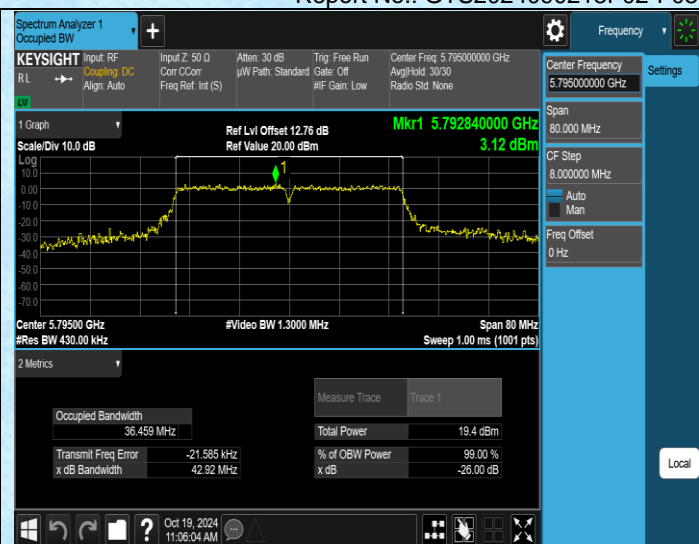 Spectrum Analyzer 1
Occupied BW
+
Frequency
KEYSIGHT
RL
LXI
Input: RF
Coupling: DC
Align: Auto
Input Z: 50 Ω
Corr CCorr
Freq Ref: Int (S)
Atten: 30 dB
µW Path: Standard
Trig: Free Run
Gate: Off
#IF Gain: Low
Center Freq: 5.795000000 GHz
Avg|Hold: 30/30
Radio Std: None
Center Frequency
5.795000000 GHz
Settings
Span
80.000 MHz
CF Step
8.000000 MHz
Auto
Man
Freq Offset
0 Hz
1 Graph
Scale/Div 10.0 dB
Ref Lvl Offset 12.76 dB
Ref Value 20.00 dBm
Mkr1 5.792840000 GHz
3.12 dBm
Log
10.0
0.00
-10.0
-20.0
-30.0
-40.0
-50.0
-60.0
-70.0
1
Center 5.79500 GHz
#Res BW 430.00 kHz
#Video BW 1.3000 MHz
Span 80 MHz
Sweep 1.00 ms (1001 pts)
2 Metrics
Measure Trace Trace 1
Occupied Bandwidth
36.459 MHz
Total Power 19.4 dBm
Transmit Freq Error -21.585 kHz
% of OBW Power 99.00 %
x dB Bandwidth 42.92 MHz
x dB -26.00 dB
Local
?
Oct 19, 2024
11:06:04 AM